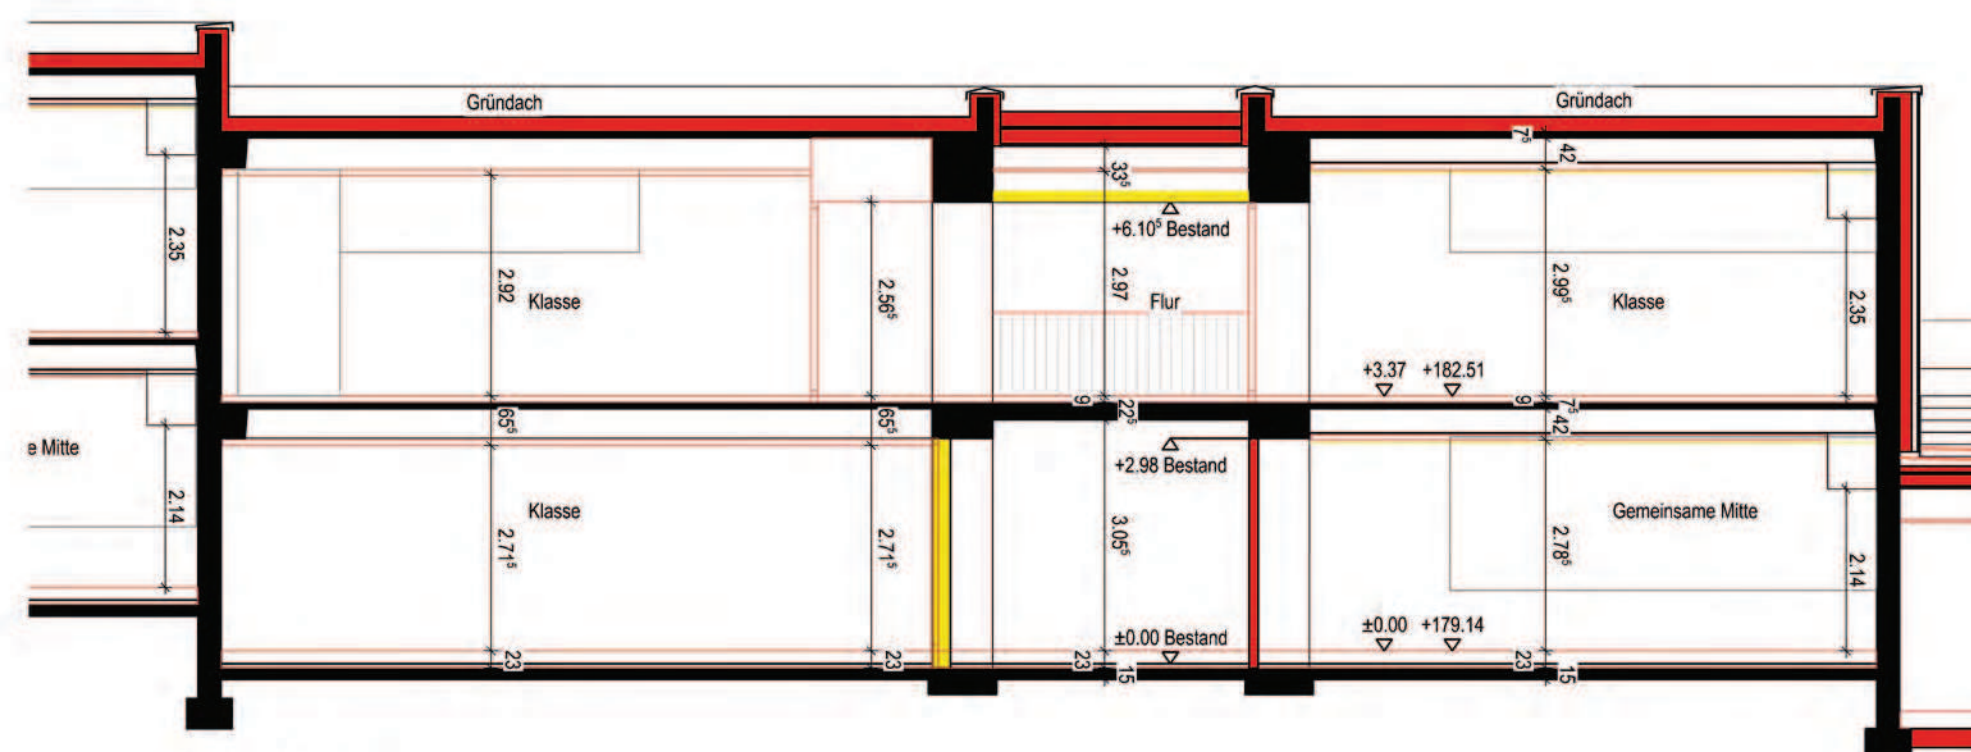 Gründach
Gründach
7⁵
42
33⁵
+6.10⁵ Bestand
2.35
2.92
Klasse
2.56⁵
2.97
Flur
2.99⁵
Klasse
2.35
+3.37 +182.51
65⁵
65⁵
9
22⁵
9
7⁵
42
e Mitte
+2.98 Bestand
2.14
Klasse
2.71⁵
2.71⁵
3.05⁵
2.78⁵
Gemeinsame Mitte
2.14
±0.00 Bestand
±0.00 +179.14
23
23
23
15
23
15